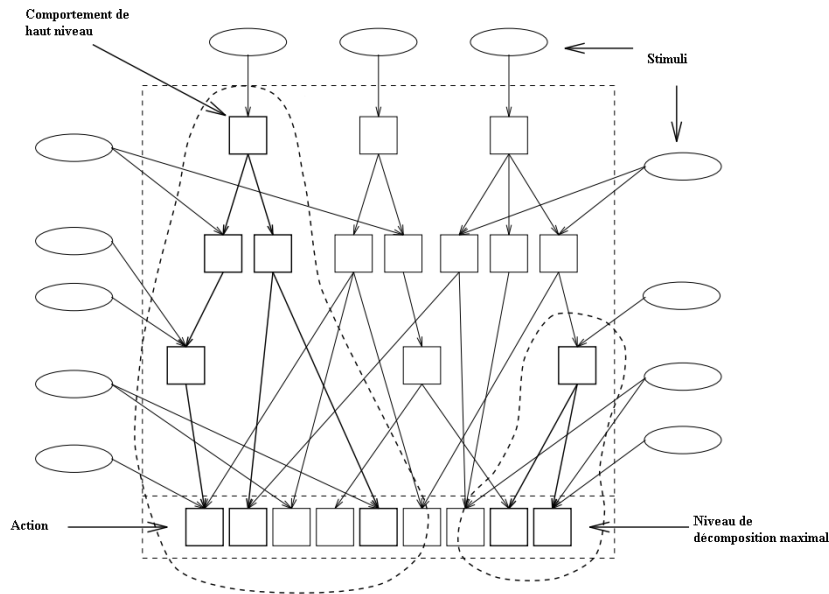 Comportement de
haut niveau
Stimuli
Action
Niveau de
décomposition maximal